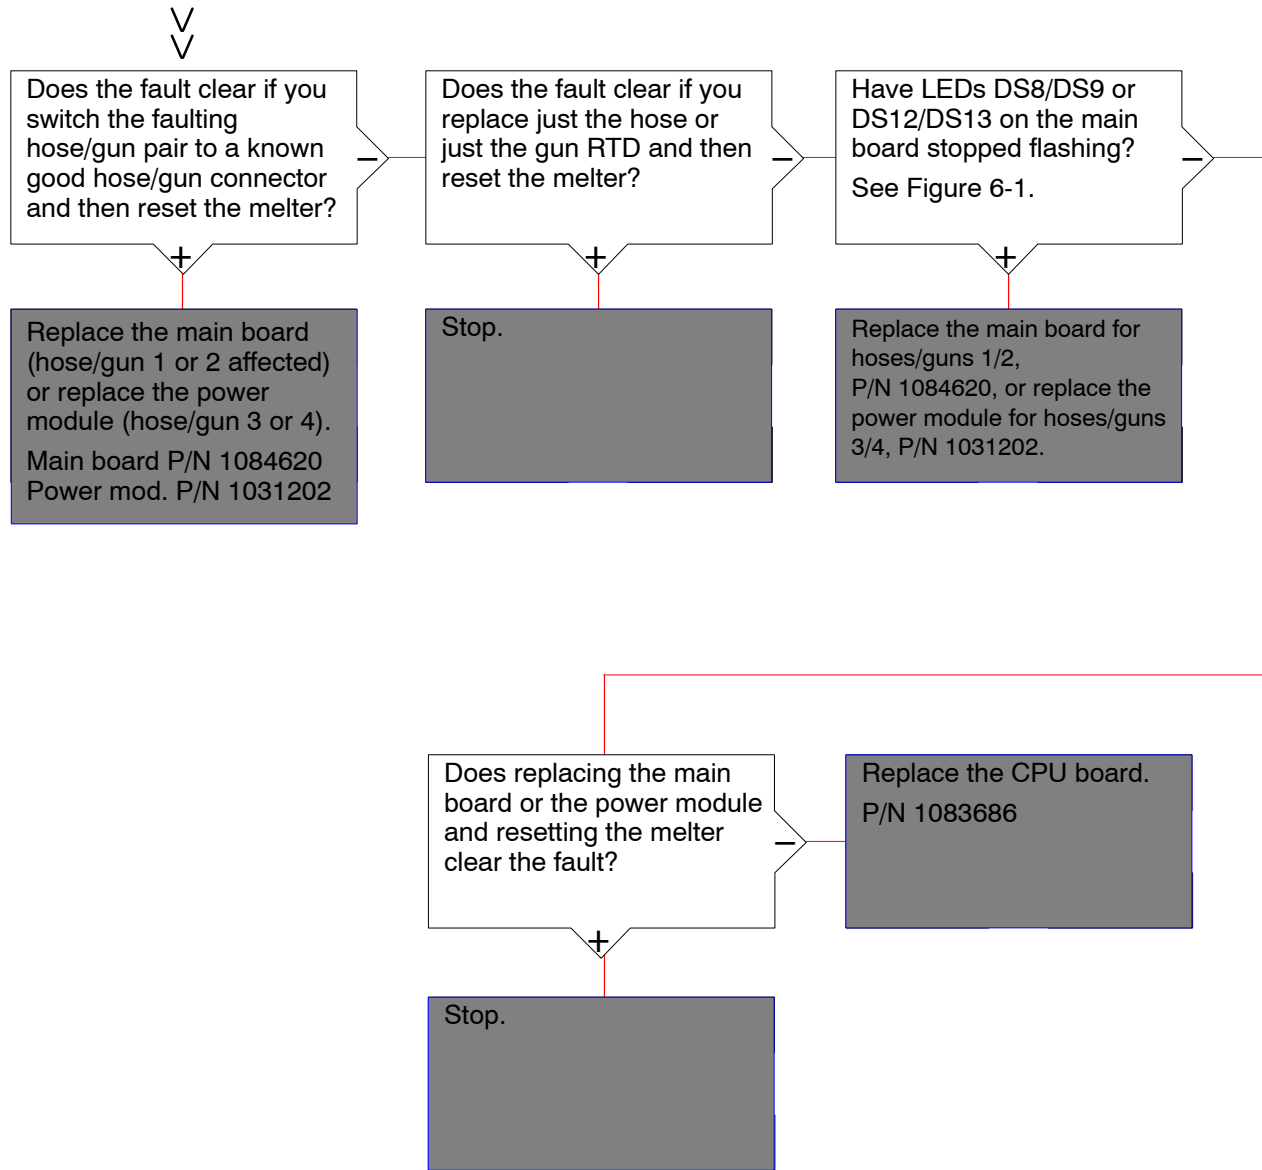 Does the fault clear if you
switch the faulting
hose/gun pair to a known
good hose/gun connector
and then reset the melter?
–
+
Does the fault clear if you
replace just the hose or
just the gun RTD and then
reset the melter?
–
+
Have LEDs DS8/DS9 or
DS12/DS13 on the main
board stopped flashing?
See Figure 6-1.
–
+
Replace the main board
(hose/gun 1 or 2 affected)
or replace the power
module (hose/gun 3 or 4).
Main board P/N 1084620
Power mod. P/N 1031202
Stop.
Replace the main board for
hoses/guns 1/2,
P/N 1084620, or replace the
power module for hoses/guns
3/4, P/N 1031202.
Does replacing the main
board or the power module
and resetting the melter
clear the fault?
–
+
Replace the CPU board.
P/N 1083686
Stop.